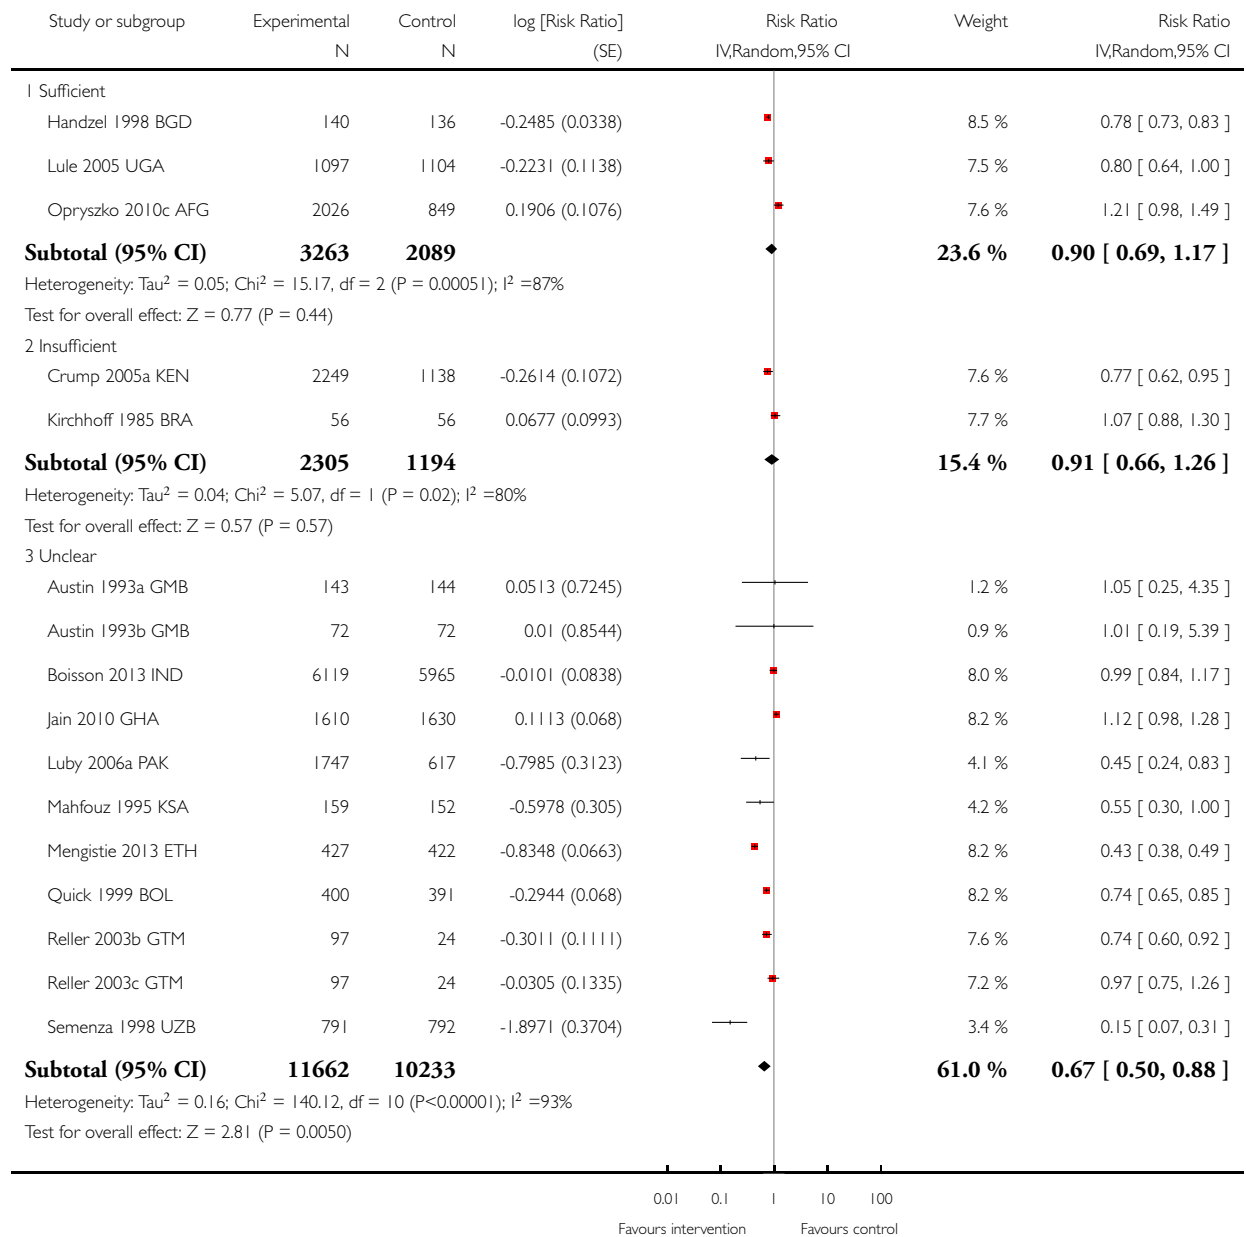 Study or subgroup Experimental Control log [Risk Ratio] Risk Ratio Weight Risk Ratio
N N (SE) IV,Random,95% CI IV,Random,95% CI
1 Sufficient
Handzel 1998 BGD 140 136 -0.2485 (0.0338) 8.5 % 0.78 [ 0.73, 0.83 ]
Lule 2005 UGA 1097 1104 -0.2231 (0.1138) 7.5 % 0.80 [ 0.64, 1.00 ]
Opryszko 2010c AFG 2026 849 0.1906 (0.1076) 7.6 % 1.21 [ 0.98, 1.49 ]
Subtotal (95% CI) 3263 2089 23.6 % 0.90 [ 0.69, 1.17 ]
Heterogeneity: Tau² = 0.05; Chi² = 15.17, df = 2 (P = 0.00051); I² =87%
Test for overall effect: Z = 0.77 (P = 0.44)
2 Insufficient
Crump 2005a KEN 2249 1138 -0.2614 (0.1072) 7.6 % 0.77 [ 0.62, 0.95 ]
Kirchhoff 1985 BRA 56 56 0.0677 (0.0993) 7.7 % 1.07 [ 0.88, 1.30 ]
Subtotal (95% CI) 2305 1194 15.4 % 0.91 [ 0.66, 1.26 ]
Heterogeneity: Tau² = 0.04; Chi² = 5.07, df = 1 (P = 0.02); I² =80%
Test for overall effect: Z = 0.57 (P = 0.57)
3 Unclear
Austin 1993a GMB 143 144 0.0513 (0.7245) 1.2 % 1.05 [ 0.25, 4.35 ]
Austin 1993b GMB 72 72 0.01 (0.8544) 0.9 % 1.01 [ 0.19, 5.39 ]
Boisson 2013 IND 6119 5965 -0.0101 (0.0838) 8.0 % 0.99 [ 0.84, 1.17 ]
Jain 2010 GHA 1610 1630 0.1113 (0.068) 8.2 % 1.12 [ 0.98, 1.28 ]
Luby 2006a PAK 1747 617 -0.7985 (0.3123) 4.1 % 0.45 [ 0.24, 0.83 ]
Mahfouz 1995 KSA 159 152 -0.5978 (0.305) 4.2 % 0.55 [ 0.30, 1.00 ]
Mengistie 2013 ETH 427 422 -0.8348 (0.0663) 8.2 % 0.43 [ 0.38, 0.49 ]
Quick 1999 BOL 400 391 -0.2944 (0.068) 8.2 % 0.74 [ 0.65, 0.85 ]
Reller 2003b GTM 97 24 -0.3011 (0.1111) 7.6 % 0.74 [ 0.60, 0.92 ]
Reller 2003c GTM 97 24 -0.0305 (0.1335) 7.2 % 0.97 [ 0.75, 1.26 ]
Semenza 1998 UZB 791 792 -1.8971 (0.3704) 3.4 % 0.15 [ 0.07, 0.31 ]
Subtotal (95% CI) 11662 10233 61.0 % 0.67 [ 0.50, 0.88 ]
Heterogeneity: Tau² = 0.16; Chi² = 140.12, df = 10 (P<0.00001); I² =93%
Test for overall effect: Z = 2.81 (P = 0.0050)
0.01 0.1 1 10 100
Favours intervention Favours control